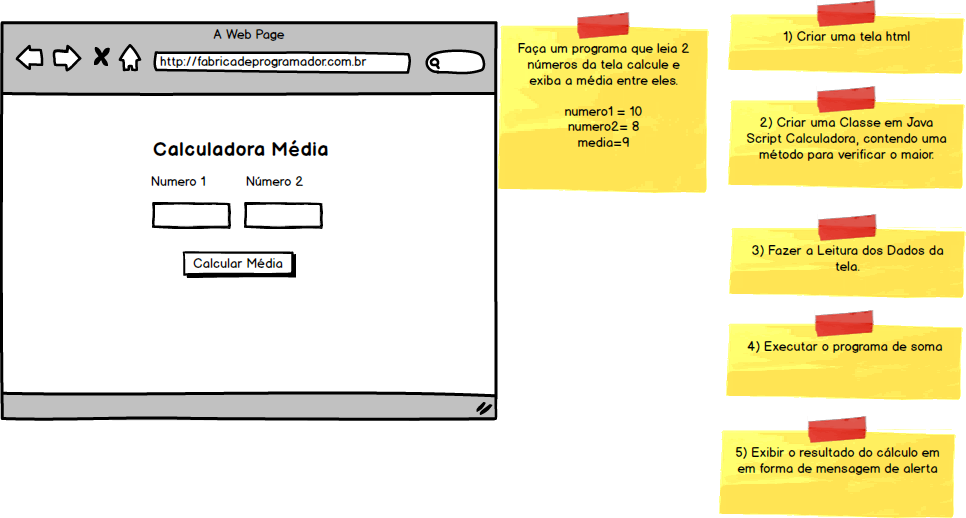 A Web Page
http://fabricadeprogramador.com.br
Calculadora Média
Numero 1 Número 2
Calcular Média
Faça um programa que leia 2
números da tela calcule e
exiba a média entre eles.
numero1 = 10
numero2= 8
media=9
1) Criar uma tela html
2) Criar uma Classe em Java
Script Calculadora, contendo uma
método para verificar o maior.
3) Fazer a Leitura dos Dados da
tela.
4) Executar o programa de soma
5) Exibir o resultado do cálculo em
em forma de mensagem de alerta